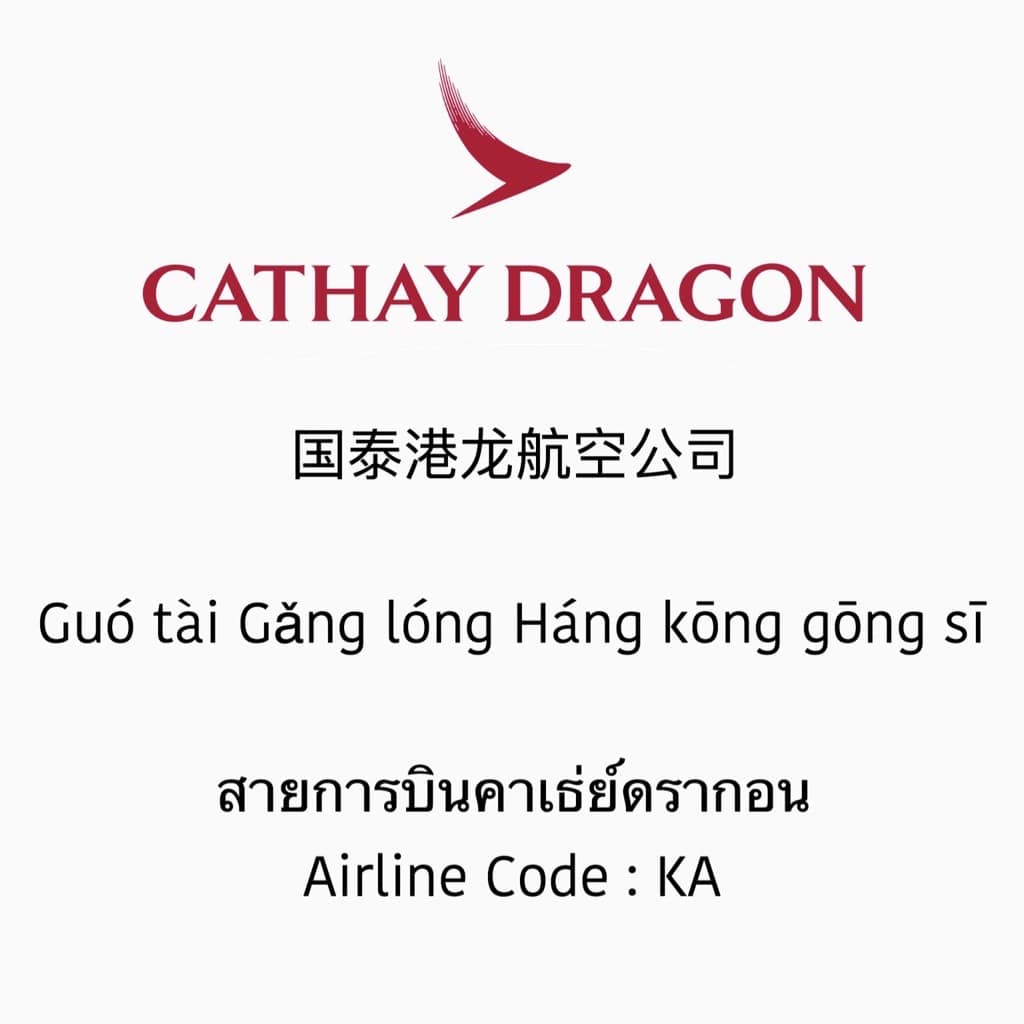 CATHAY DRAGON
国泰港龙航空公司
Guó tài Gǎng lóng Háng kōng gōng sī
สายการบินคาเธ่ย์ดรากอน
Airline Code : KA